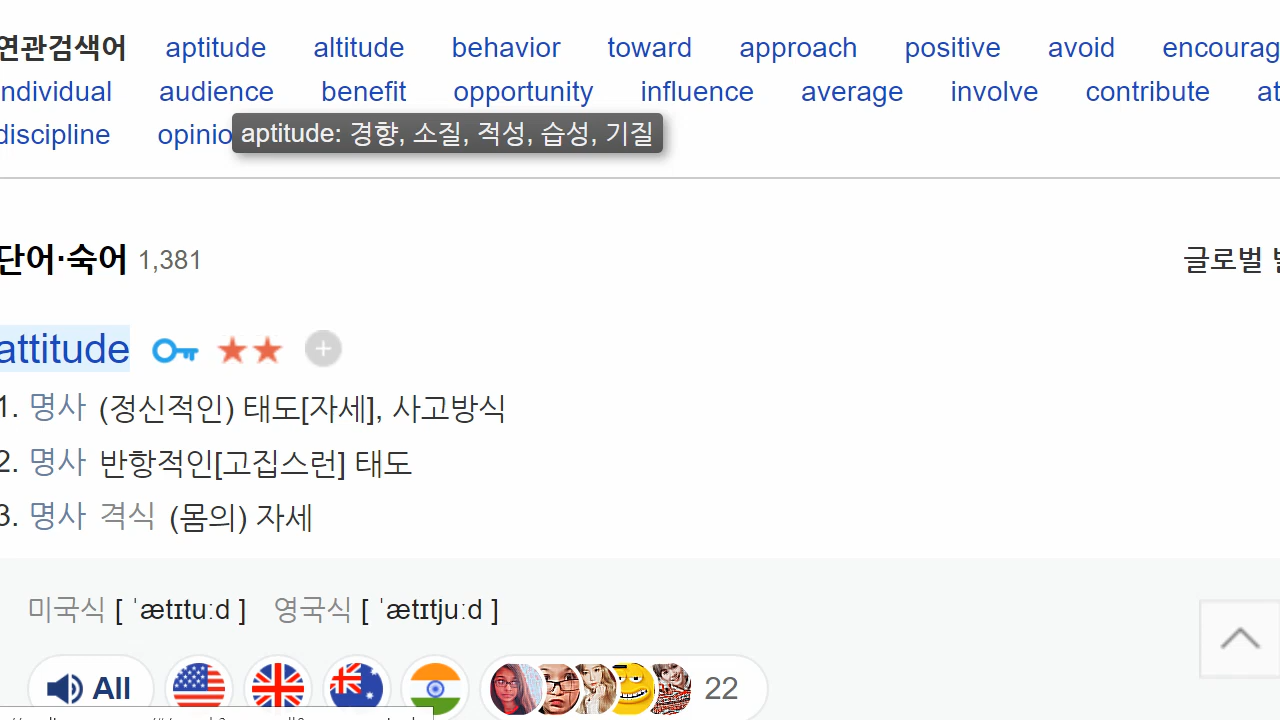 연관검색어 aptitude altitude behavior toward approach positive avoid encourag
ndividual audience benefit opportunity influence average involve contribute at
discipline opinio
aptitude: 경향, 소질, 적성, 습성, 기질
단어·숙어 1,381
글로벌
attitude
1. 명사 (정신적인) 태도[자세], 사고방식
2. 명사 반항적인[고집스런] 태도
3. 명사 격식 (몸의) 자세
미국식 [ ˈætɪtuːd ] 영국식 [ ˈætɪtjuːd ]
All 22